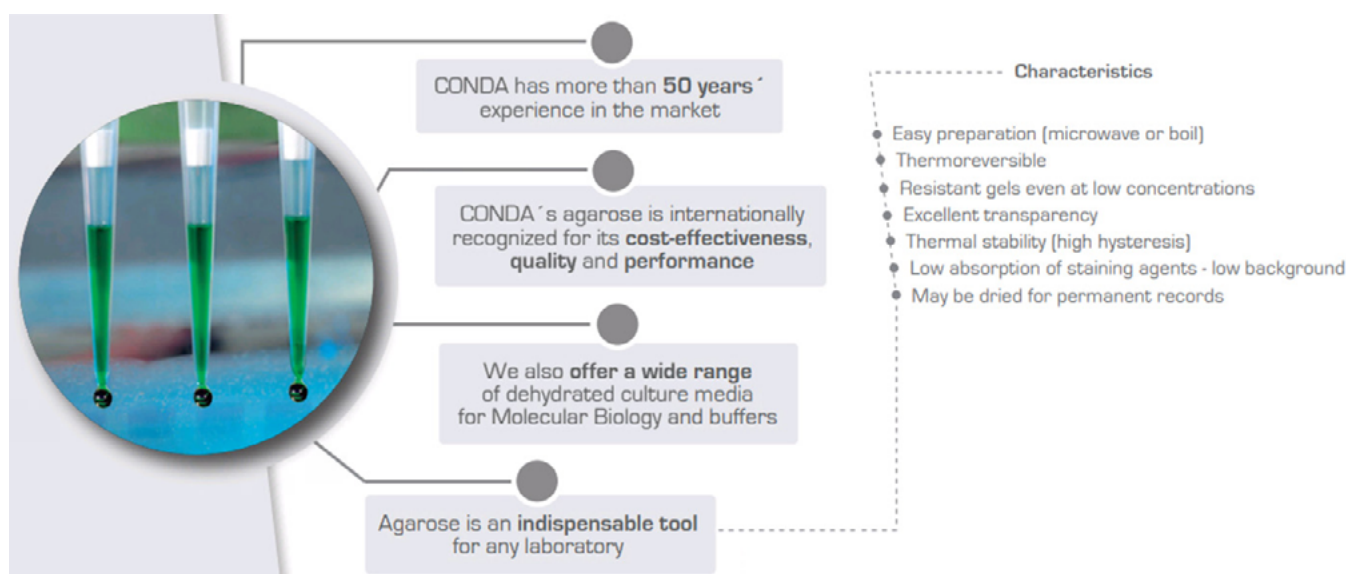 CONDA has more than 50 years´
experience in the market
CONDA´s agarose is internationally
recognized for its cost-effectiveness,
quality and performance
We also offer a wide range
of dehydrated culture media
for Molecular Biology and buffers
Agarose is an indispensable tool
for any laboratory
Characteristics
Easy preparation (microwave or boil)
Thermoreversible
Resistant gels even at low concentrations
Excellent transparency
Thermal stability (high hysteresis)
Low absorption of staining agents - low background
May be dried for permanent records